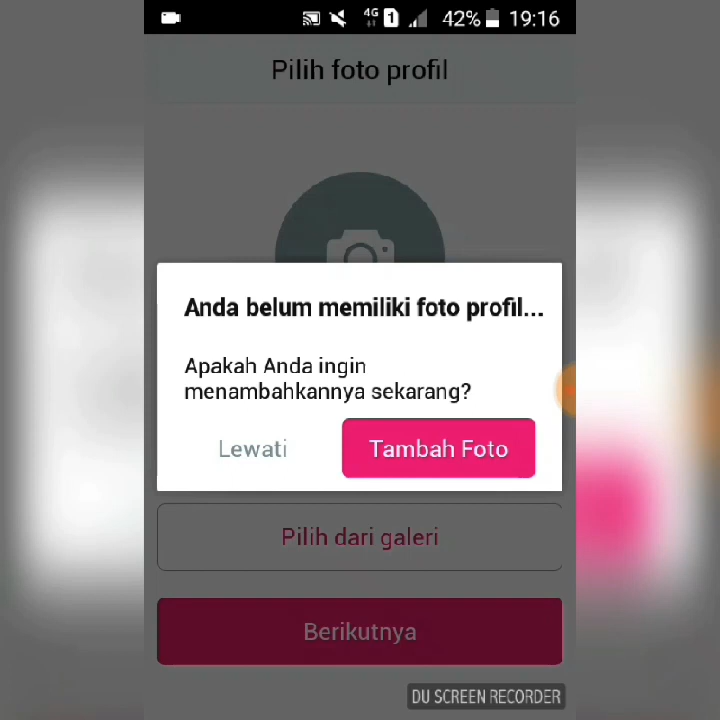 4G 1 42% 19:16
Pilih foto profil
Anda belum memiliki foto profil...
Apakah Anda ingin
menambahkannya sekarang?
Lewati Tambah Foto
Pilih dari galeri
Berikutnya
DU SCREEN RECORDER